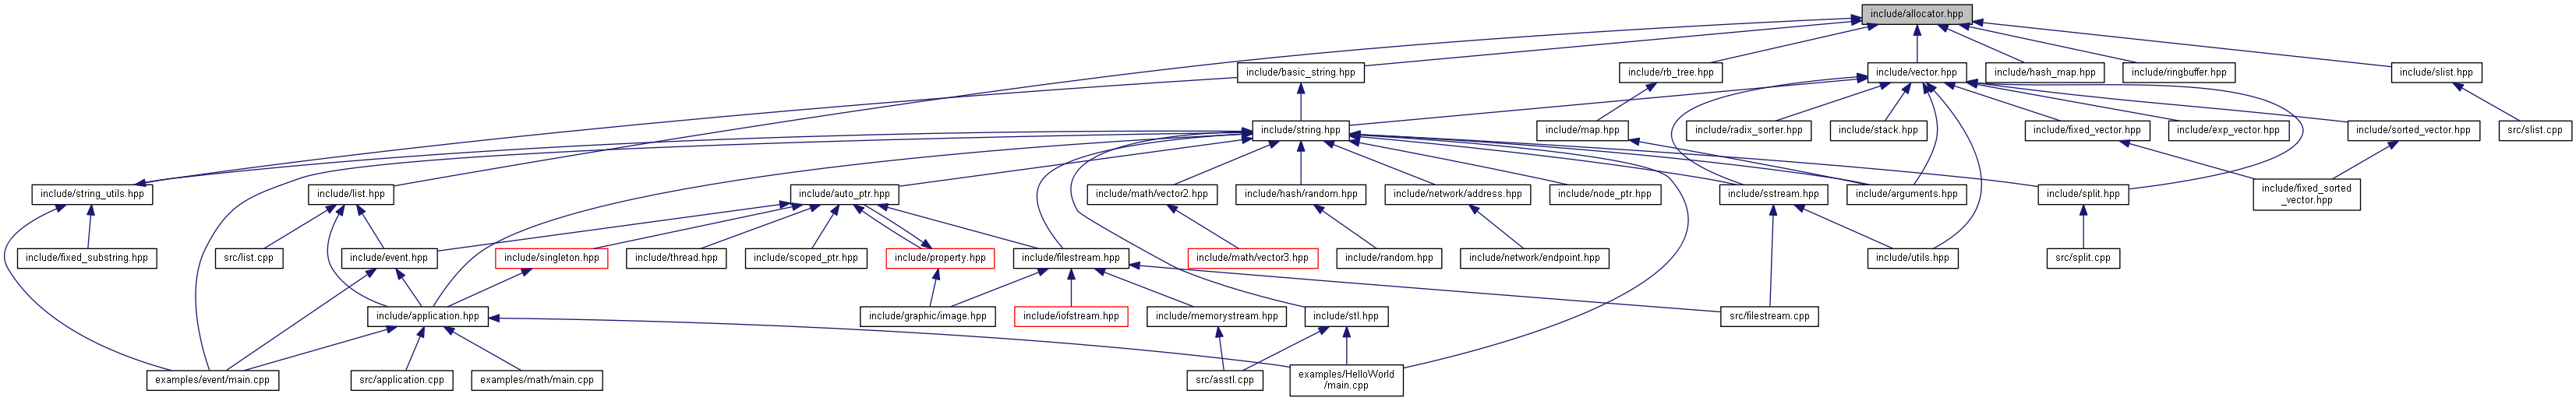 include/allocator.hpp
include/basic_string.hpp
include/rb_tree.hpp
include/vector.hpp
include/hash_map.hpp
include/ringbuffer.hpp
include/slist.hpp
include/string.hpp
include/map.hpp
include/radix_sorter.hpp
include/stack.hpp
include/fixed_vector.hpp
include/exp_vector.hpp
include/sorted_vector.hpp
src/slist.cpp
include/string_utils.hpp
include/list.hpp
include/auto_ptr.hpp
include/math/vector2.hpp
include/hash/random.hpp
include/network/address.hpp
include/node_ptr.hpp
include/sstream.hpp
include/arguments.hpp
include/split.hpp
include/fixed_sorted
_vector.hpp
include/fixed_substring.hpp
src/list.cpp
include/event.hpp
include/singleton.hpp
include/thread.hpp
include/scoped_ptr.hpp
include/property.hpp
include/filestream.hpp
include/math/vector3.hpp
include/random.hpp
include/network/endpoint.hpp
include/utils.hpp
src/split.cpp
include/application.hpp
include/graphic/image.hpp
include/iofstream.hpp
include/memorystream.hpp
include/stl.hpp
src/filestream.cpp
examples/event/main.cpp
src/application.cpp
examples/math/main.cpp
src/asstl.cpp
examples/HelloWorld
/main.cpp